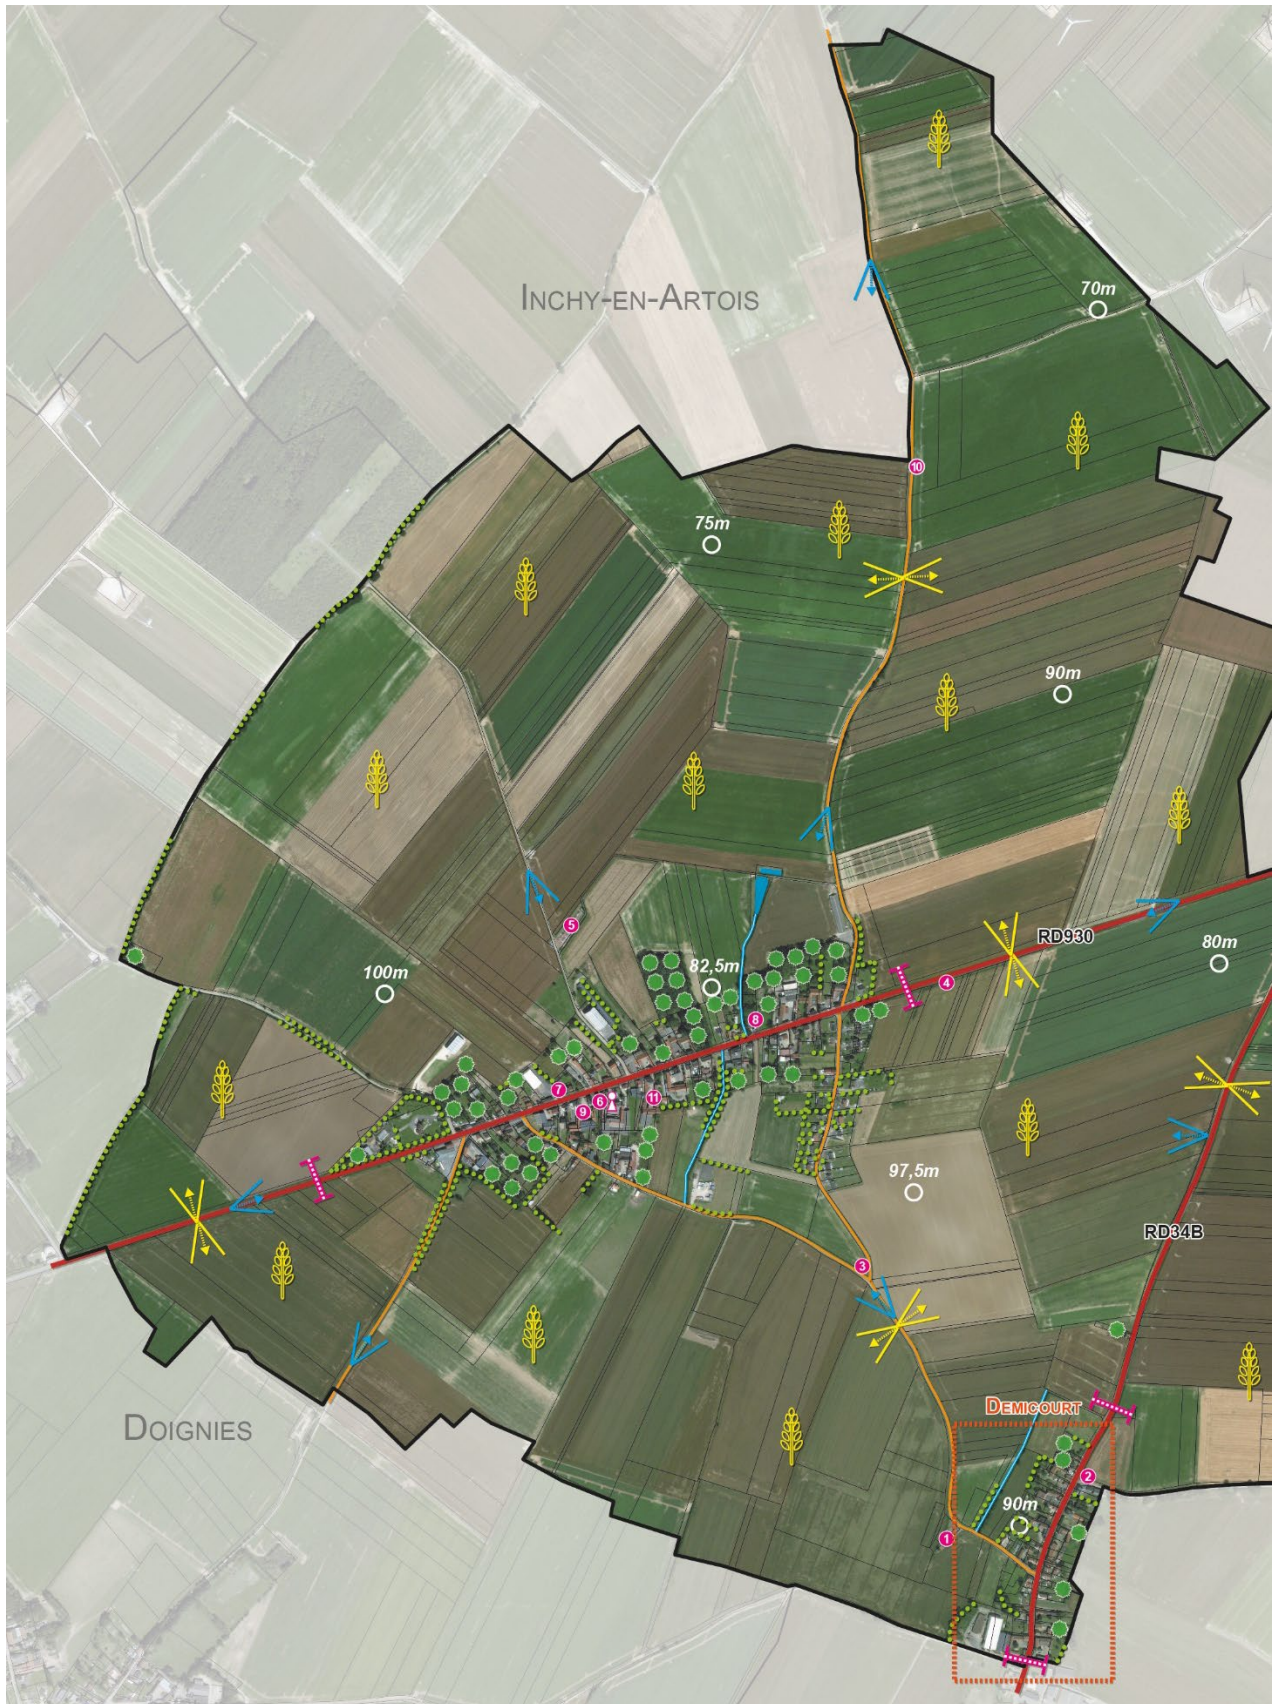 70m
INCHY-EN-ARTOIS
10
75m
90m
5
RD930
80m
82,5m
100m
4
8
7
6
11
9
97,5m
RD34B
3
DEMICOURT
DOIGNIES
2
90m
1